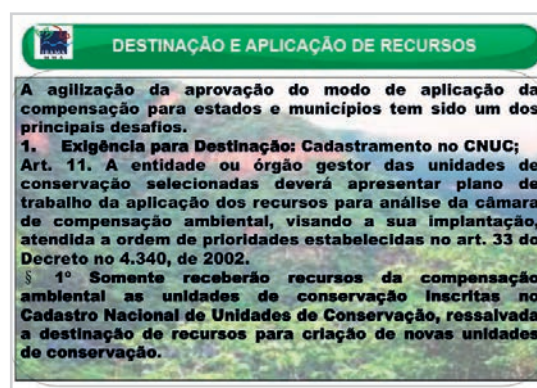 IBAMA
M M A
DESTINAÇÃO E APLICAÇÃO DE RECURSOS
A agilização da aprovação do modo de aplicação da
compensação para estados e municípios tem sido um dos
principais desafios.
1. Exigência para Destinação: Cadastramento no CNUC;
Art. 11. A entidade ou órgão gestor das unidades de
conservação selecionadas deverá apresentar plano de
trabalho da aplicação dos recursos para análise da câmara
de compensação ambiental, visando a sua implantação,
atendida a ordem de prioridades estabelecidas no art. 33 do
Decreto no 4.340, de 2002.
§ 1º Somente receberão recursos da compensação
ambiental as unidades de conservação inscritas no
Cadastro Nacional de Unidades de Conservação, ressalvada
a destinação de recursos para criação de novas unidades
de conservação.